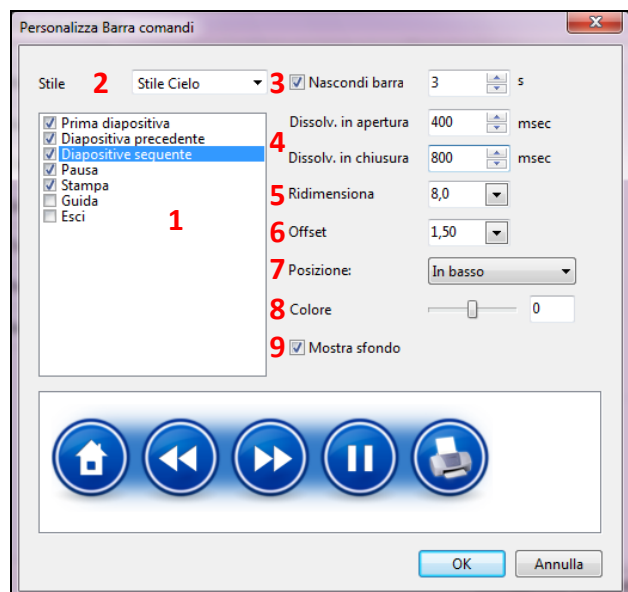 Personalizza Barra comandi
Stile 2 Stile Cielo 3 Nascondi barra 3 s
Prima diapositiva
Diapositiva precedente
Diapositive sequente
Pausa
Stampa
Guida
Esci
1
4
Dissolv. in apertura 400 msec
Dissolv. in chiusura 800 msec
5 Ridimensiona 8,0
6 Offset 1,50
7 Posizione: In basso
8 Colore 0
9 Mostra sfondo
OK Annulla